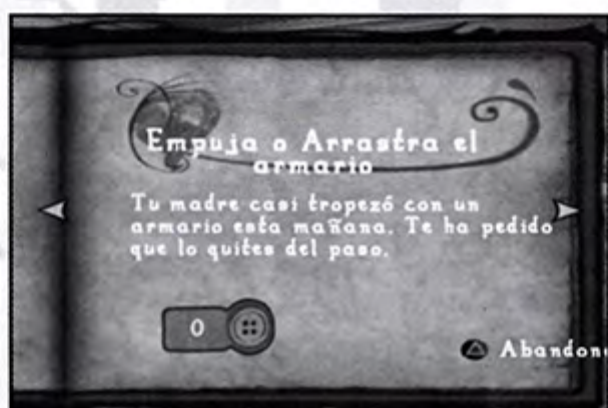 Empuja o Arrastra el
armario
Tu madre casi tropezó con un
armario esta mañana. Te ha pedido
que lo quites del paso.
0
Abandon